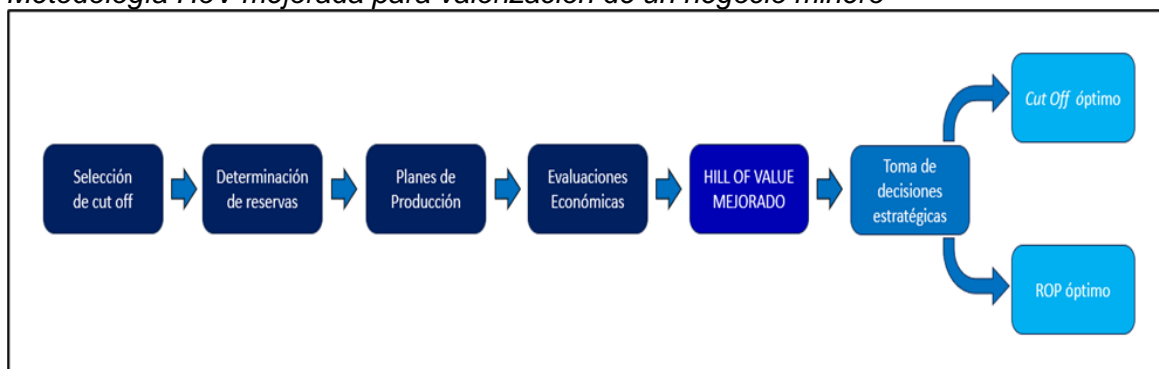 Metodología HoV mejorada para valorización de un negocio minero
Selección
de cut off
Determinación
de reservas
Planes de
Producción
Evaluaciones
Económicas
HILL OF VALUE
MEJORADO
Toma de
decisiones
estratégicas
Cut Off óptimo
ROP óptimo